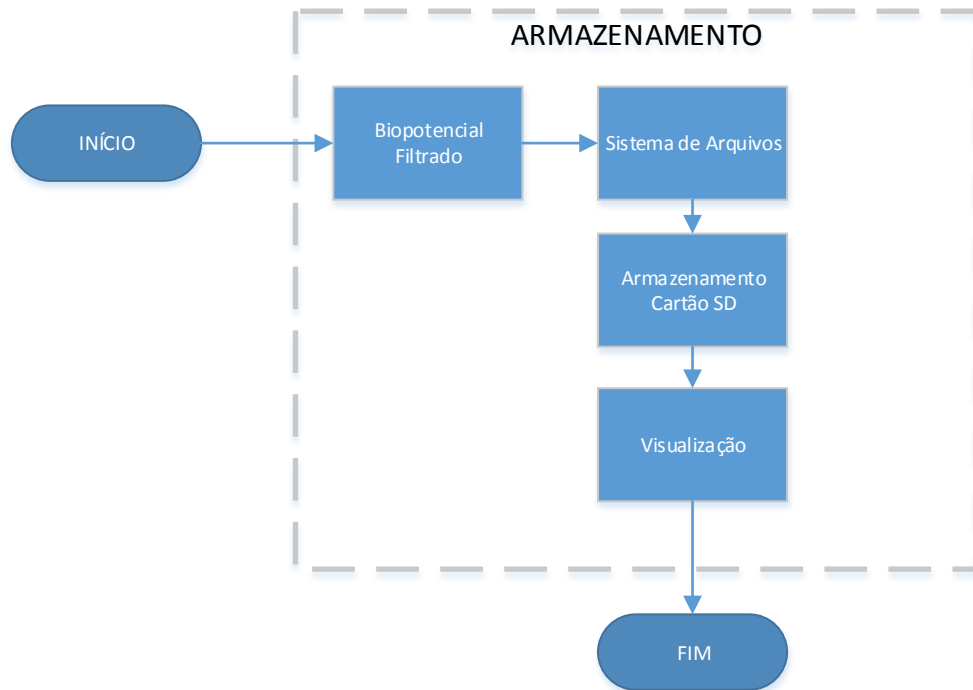 ARMAZENAMENTO
INÍCIO
Biopotencial
Filtrado
Sistema de Arquivos
Armazenamento
Cartão SD
Visualização
FIM